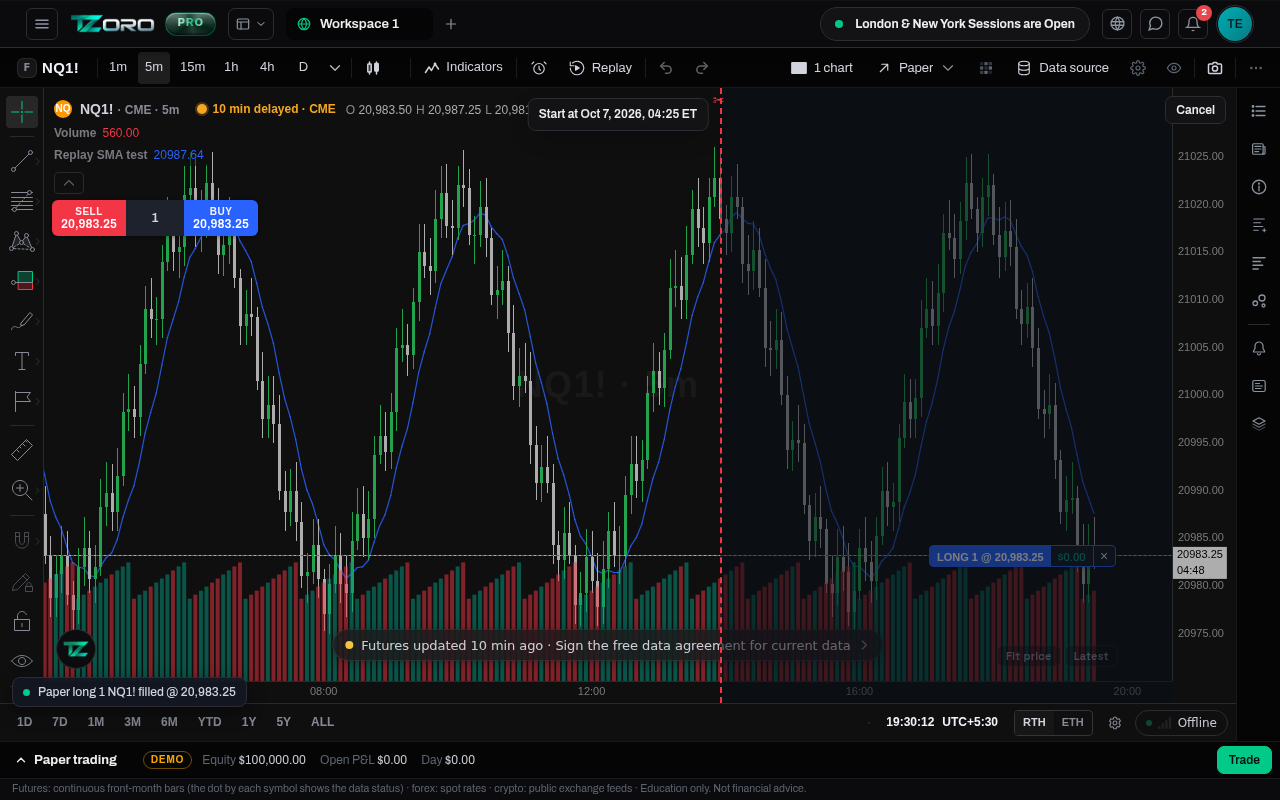 TZORO PRO Workspace 1 London & New York Sessions are Open 2 TE
F NQ1! 1m 5m 15m 1h 4h D Indicators Replay 1 chart Paper Data source
NQ NQ1! · CME · 5m 10 min delayed · CME O 20,983.50 H 20,987.25 L 20,981
Start at Oct 7, 2026, 04:25 ET
Cancel
Volume 560.00
Replay SMA test 20987.64
SELL
20,983.25
1
BUY
20,983.25
21025.00
21020.00
21015.00
21010.00
21005.00
21000.00
20995.00
20990.00
20985.00
20983.25
04:48
20980.00
20975.00
NQ1! ·
LONG 1 @ 20,983.25 $0.00 ×
Futures updated 10 min ago · Sign the free data agreement for current data
Fit price Latest
TZ
Paper long 1 NQ1! filled @ 20,983.25
08:00 12:00 16:00 20:00
1D 7D 1M 3M 6M YTD 1Y 5Y ALL 19:30:12 UTC+5:30 RTH ETH Offline
Paper trading DEMO Equity $100,000.00 Open P&L $0.00 Day $0.00 Trade
Futures: continuous front-month bars (the dot by each symbol shows the data status) · forex: spot rates · crypto: public exchange feeds · Education only. Not financial advice.